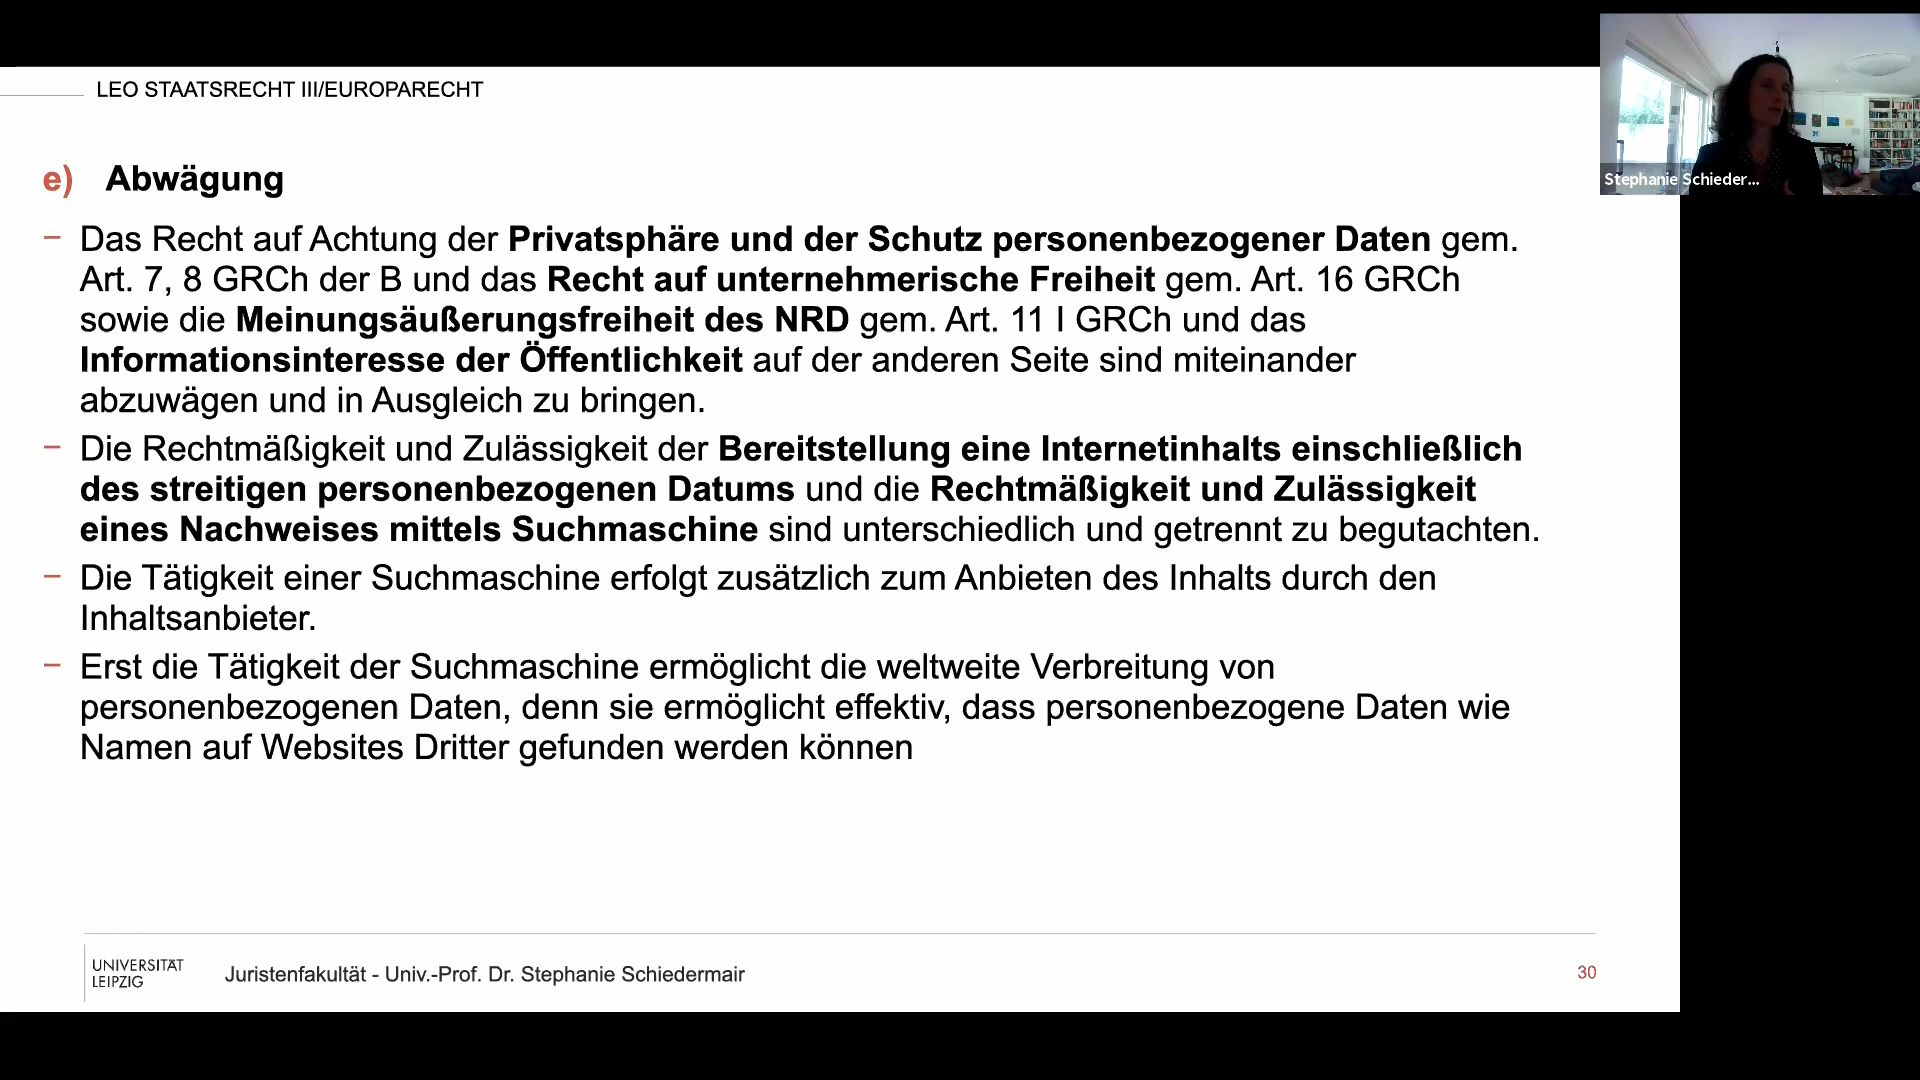 LEO STAATSRECHT III/EUROPARECHT
Stephanie Schieder...
e) Abwägung
– Das Recht auf Achtung der Privatsphäre und der Schutz personenbezogener Daten gem.
Art. 7, 8 GRCh der B und das Recht auf unternehmerische Freiheit gem. Art. 16 GRCh
sowie die Meinungsäußerungsfreiheit des NRD gem. Art. 11 I GRCh und das
Informationsinteresse der Öffentlichkeit auf der anderen Seite sind miteinander
abzuwägen und in Ausgleich zu bringen.
– Die Rechtmäßigkeit und Zulässigkeit der Bereitstellung eine Internetinhalts einschließlich
des streitigen personenbezogenen Datums und die Rechtmäßigkeit und Zulässigkeit
eines Nachweises mittels Suchmaschine sind unterschiedlich und getrennt zu begutachten.
– Die Tätigkeit einer Suchmaschine erfolgt zusätzlich zum Anbieten des Inhalts durch den
Inhaltsanbieter.
– Erst die Tätigkeit der Suchmaschine ermöglicht die weltweite Verbreitung von
personenbezogenen Daten, denn sie ermöglicht effektiv, dass personenbezogene Daten wie
Namen auf Websites Dritter gefunden werden können
UNIVERSITÄT
LEIPZIG
Juristenfakultät - Univ.-Prof. Dr. Stephanie Schiedermair
30